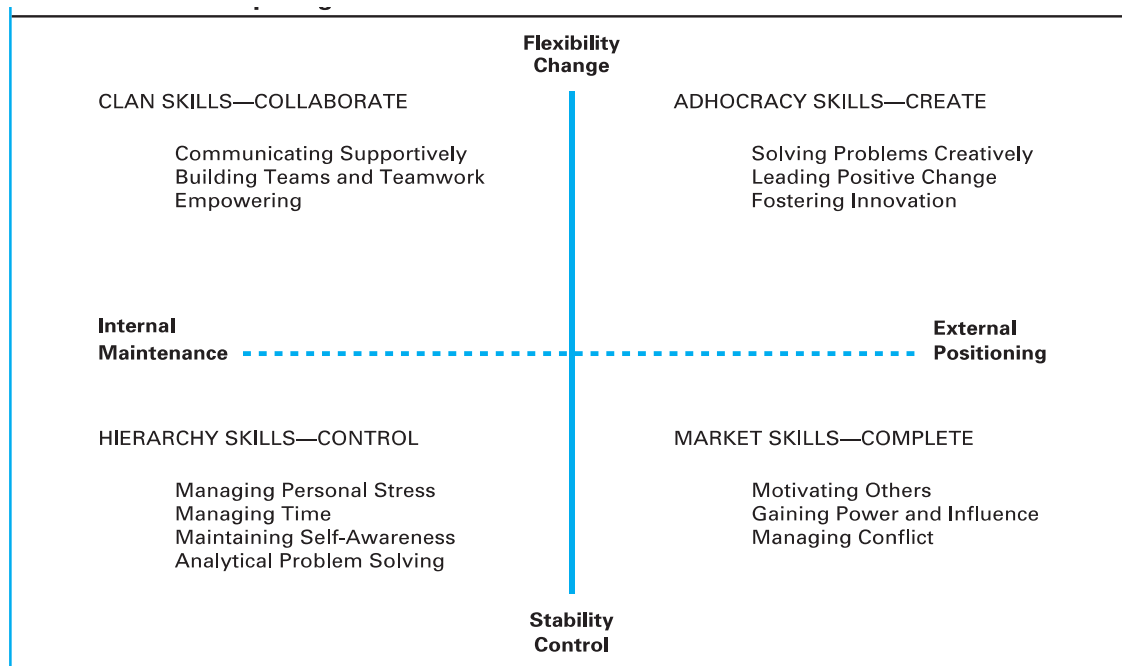 Flexibility
Change
CLAN SKILLS—COLLABORATE
ADHOCRACY SKILLS—CREATE
Communicating Supportively
Building Teams and Teamwork
Empowering
Solving Problems Creatively
Leading Positive Change
Fostering Innovation
Internal
Maintenance
External
Positioning
HIERARCHY SKILLS—CONTROL
MARKET SKILLS—COMPLETE
Managing Personal Stress
Managing Time
Maintaining Self-Awareness
Analytical Problem Solving
Motivating Others
Gaining Power and Influence
Managing Conflict
Stability
Control